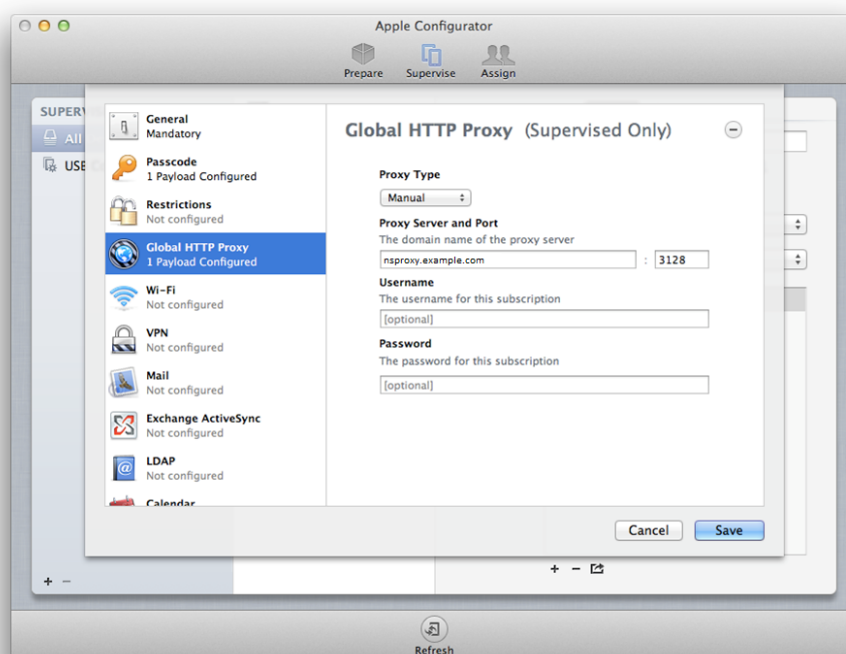 Apple Configurator
Prepare
Supervise
Assign
SUPERV
All
USE
General
Mandatory
Passcode
1 Payload Configured
Restrictions
Not configured
Global HTTP Proxy
1 Payload Configured
Wi-Fi
Not configured
VPN
Not configured
Mail
Not configured
Exchange ActiveSync
Not configured
LDAP
Not configured
Calendar
Global HTTP Proxy (Supervised Only)
Proxy Type
Manual
Proxy Server and Port
The domain name of the proxy server
nsproxy.example.com : 3128
Username
The username for this subscription
[optional]
Password
The password for this subscription
[optional]
Cancel
Save
Refresh